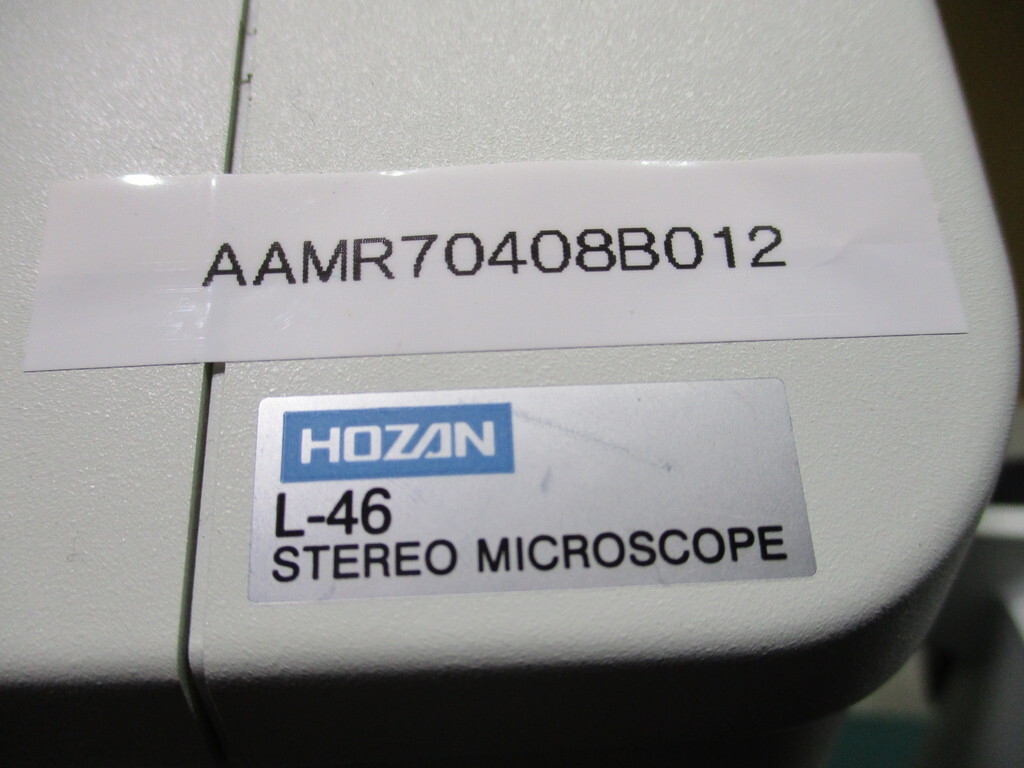 AAMR70408B012
HOZAN
L-46
STEREO MICROSCOPE